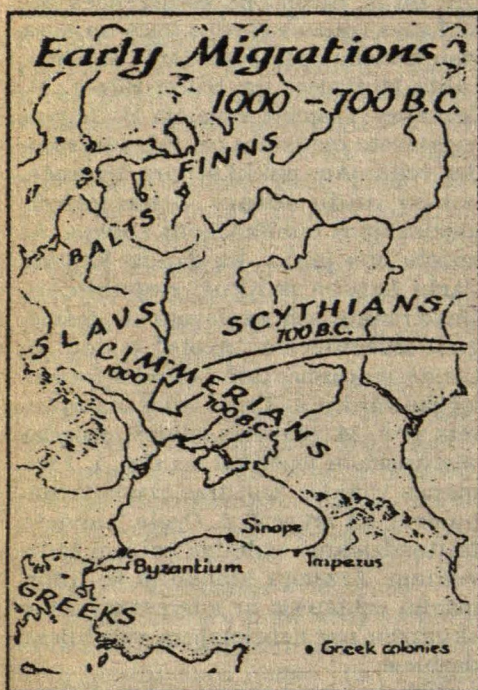 Early Migrations
1000-700 B.C.
FINNS
BALTS
SLAVS
SCYTHIANS
700 B.C.
CIMMERIANS
1000-
700 B.C.
Sinope
Byzantium
Trapezus
GREEKS
• Greek colonies